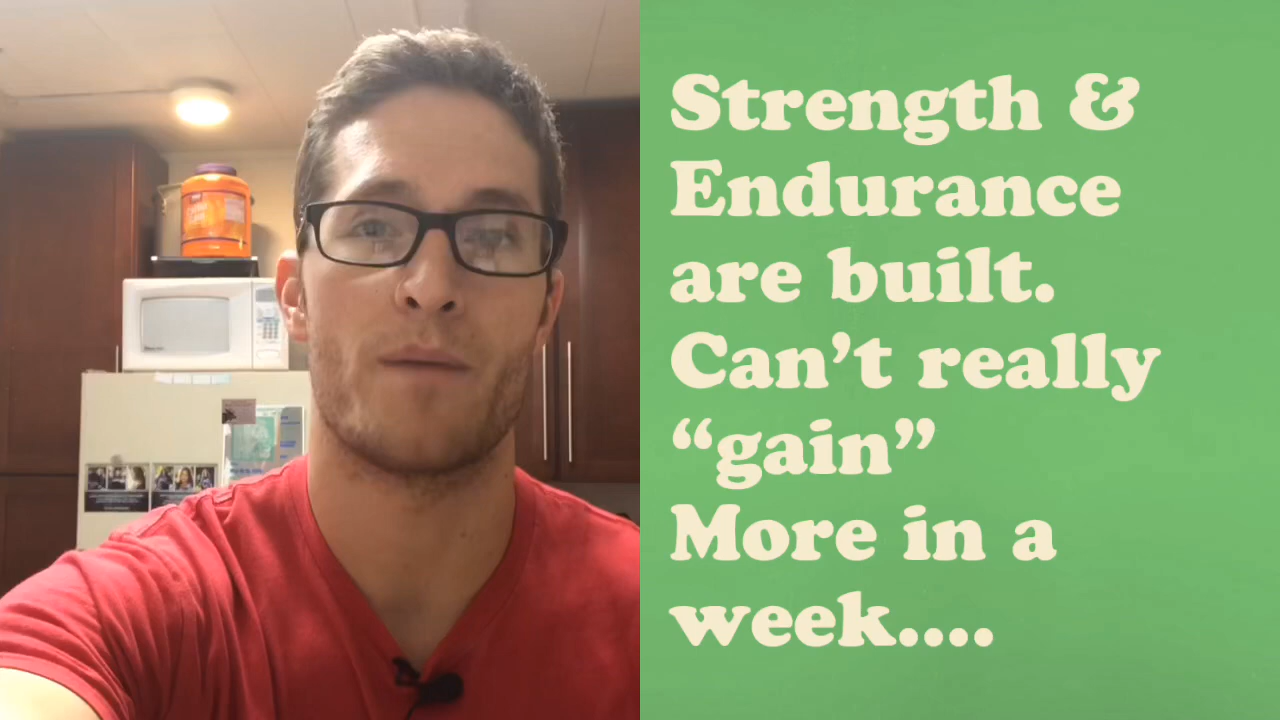 Strength &
Endurance
are built.
Can’t really
“gain”
More in a
week....